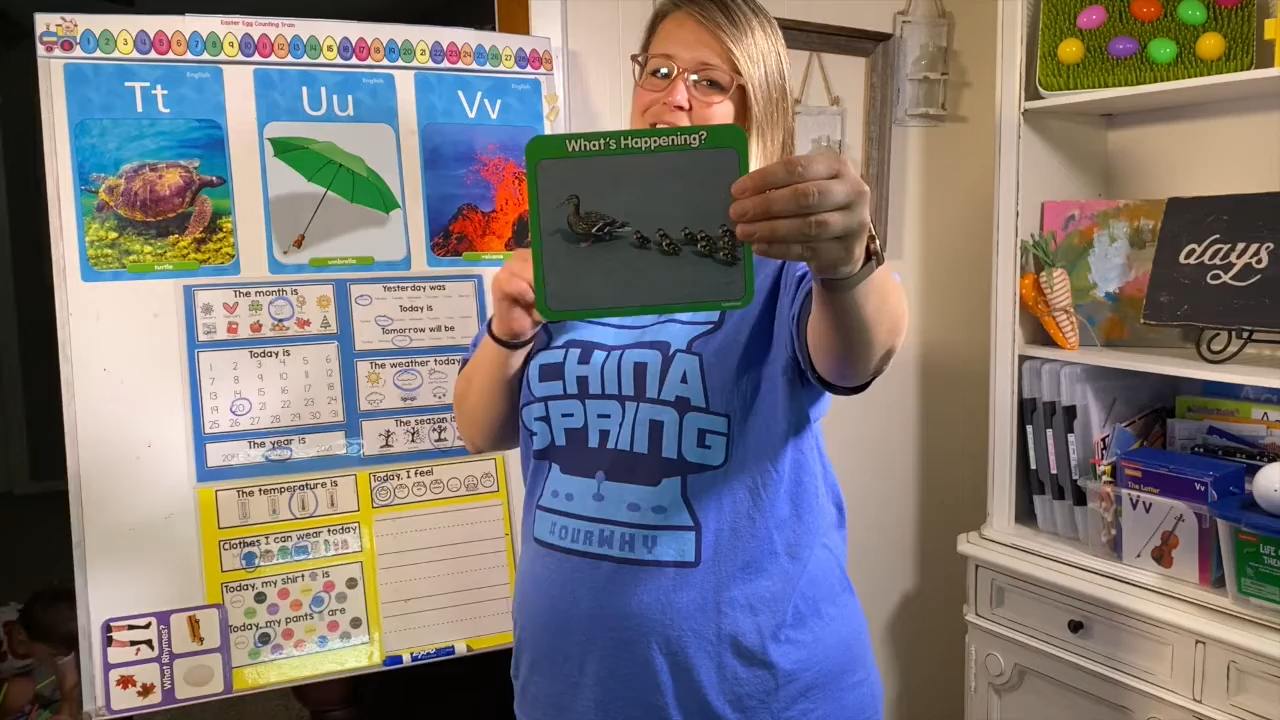 Easter Egg Counting Train
1 2 3 4 5 6 7 8 9 10 11 12 13 14 15 16 17 18 19 20 21 22 23 24 25 26 27 28 29 30
English
Tt
turtle
English
Uu
umbrella
English
Vv
volcano
What's Happening?
The month is
Yesterday was
Today is
Tomorrow will be
Today is
1 2 3 4 5 6
7 8 9 10 11 12
13 14 15 16 17 18
19 20 21 22 23 24
25 26 27 28 29 30 31
The weather today
The year is
The season is
The temperature is
Today, I feel
Clothes I can wear today
Today, my shirt is
Today, my pants are
What Rhymes?
EXPO
CHINA
SPRING
#OURWHY
days
The Letter Vv
Vv